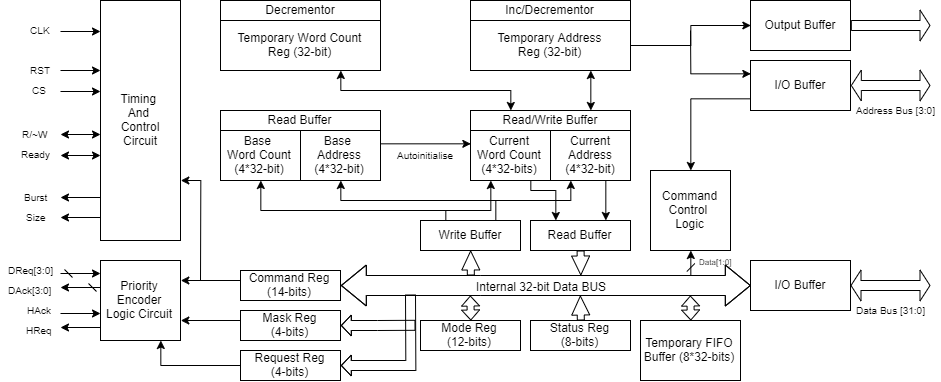 Decrementor
Temporary Word Count
Reg (32-bit)
Inc/Decrementor
Temporary Address
Reg (32-bit)
Output Buffer
I/O Buffer
Address Bus [3:0]
CLK
RST
CS
R/~W
Ready
Burst
Size
Timing
And
Control
Circuit
Read Buffer
Base
Word Count
(4*32-bit)
Base
Address
(4*32-bit)
Autoinitialise
Read/Write Buffer
Current
Word Count
(4*32-bits)
Current
Address
(4*32-bit)
Command
Control
Logic
Write Buffer
Read Buffer
Data[1:0]
DReq[3:0]
DAck[3:0]
HAck
HReq
Priority
Encoder
Logic Circuit
Command Reg
(14-bits)
Internal 32-bit Data BUS
I/O Buffer
Data Bus [31:0]
Mask Reg
(4-bits)
Mode Reg
(12-bits)
Status Reg
(8-bits)
Temporary FIFO
Buffer (8*32-bits)
Request Reg
(4-bits)